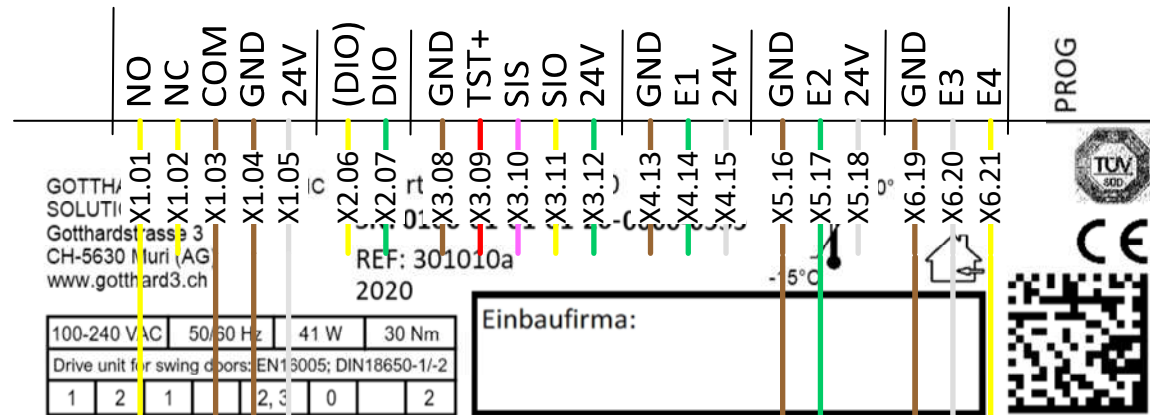 NO NC COM GND 24V (DIO) DIO GND TST+ SIS SIO 24V GND E1 24V GND E2 24V GND E3 E4 PROG
X1.01 X1.02 X1.03 X1.04 X1.05 X2.06 X2.07 X3.08 X3.09 X3.10 X3.11 X3.12 X4.13 X4.14 X4.15 X5.16 X5.17 X5.18 X6.19 X6.20 X6.21
TÜV
SÜD
Gotthardstrasse 3
CH-5630 Muri (AG)
www.gotthard3.ch
REF: 301010a
2020
-15°C
CE
100-240 VAC 50/60 Hz 41 W 30 Nm
Drive unit for swing doors: EN16005; DIN18650-1/-2
1 2 1 2, 3 0 2
Einbaufirma: